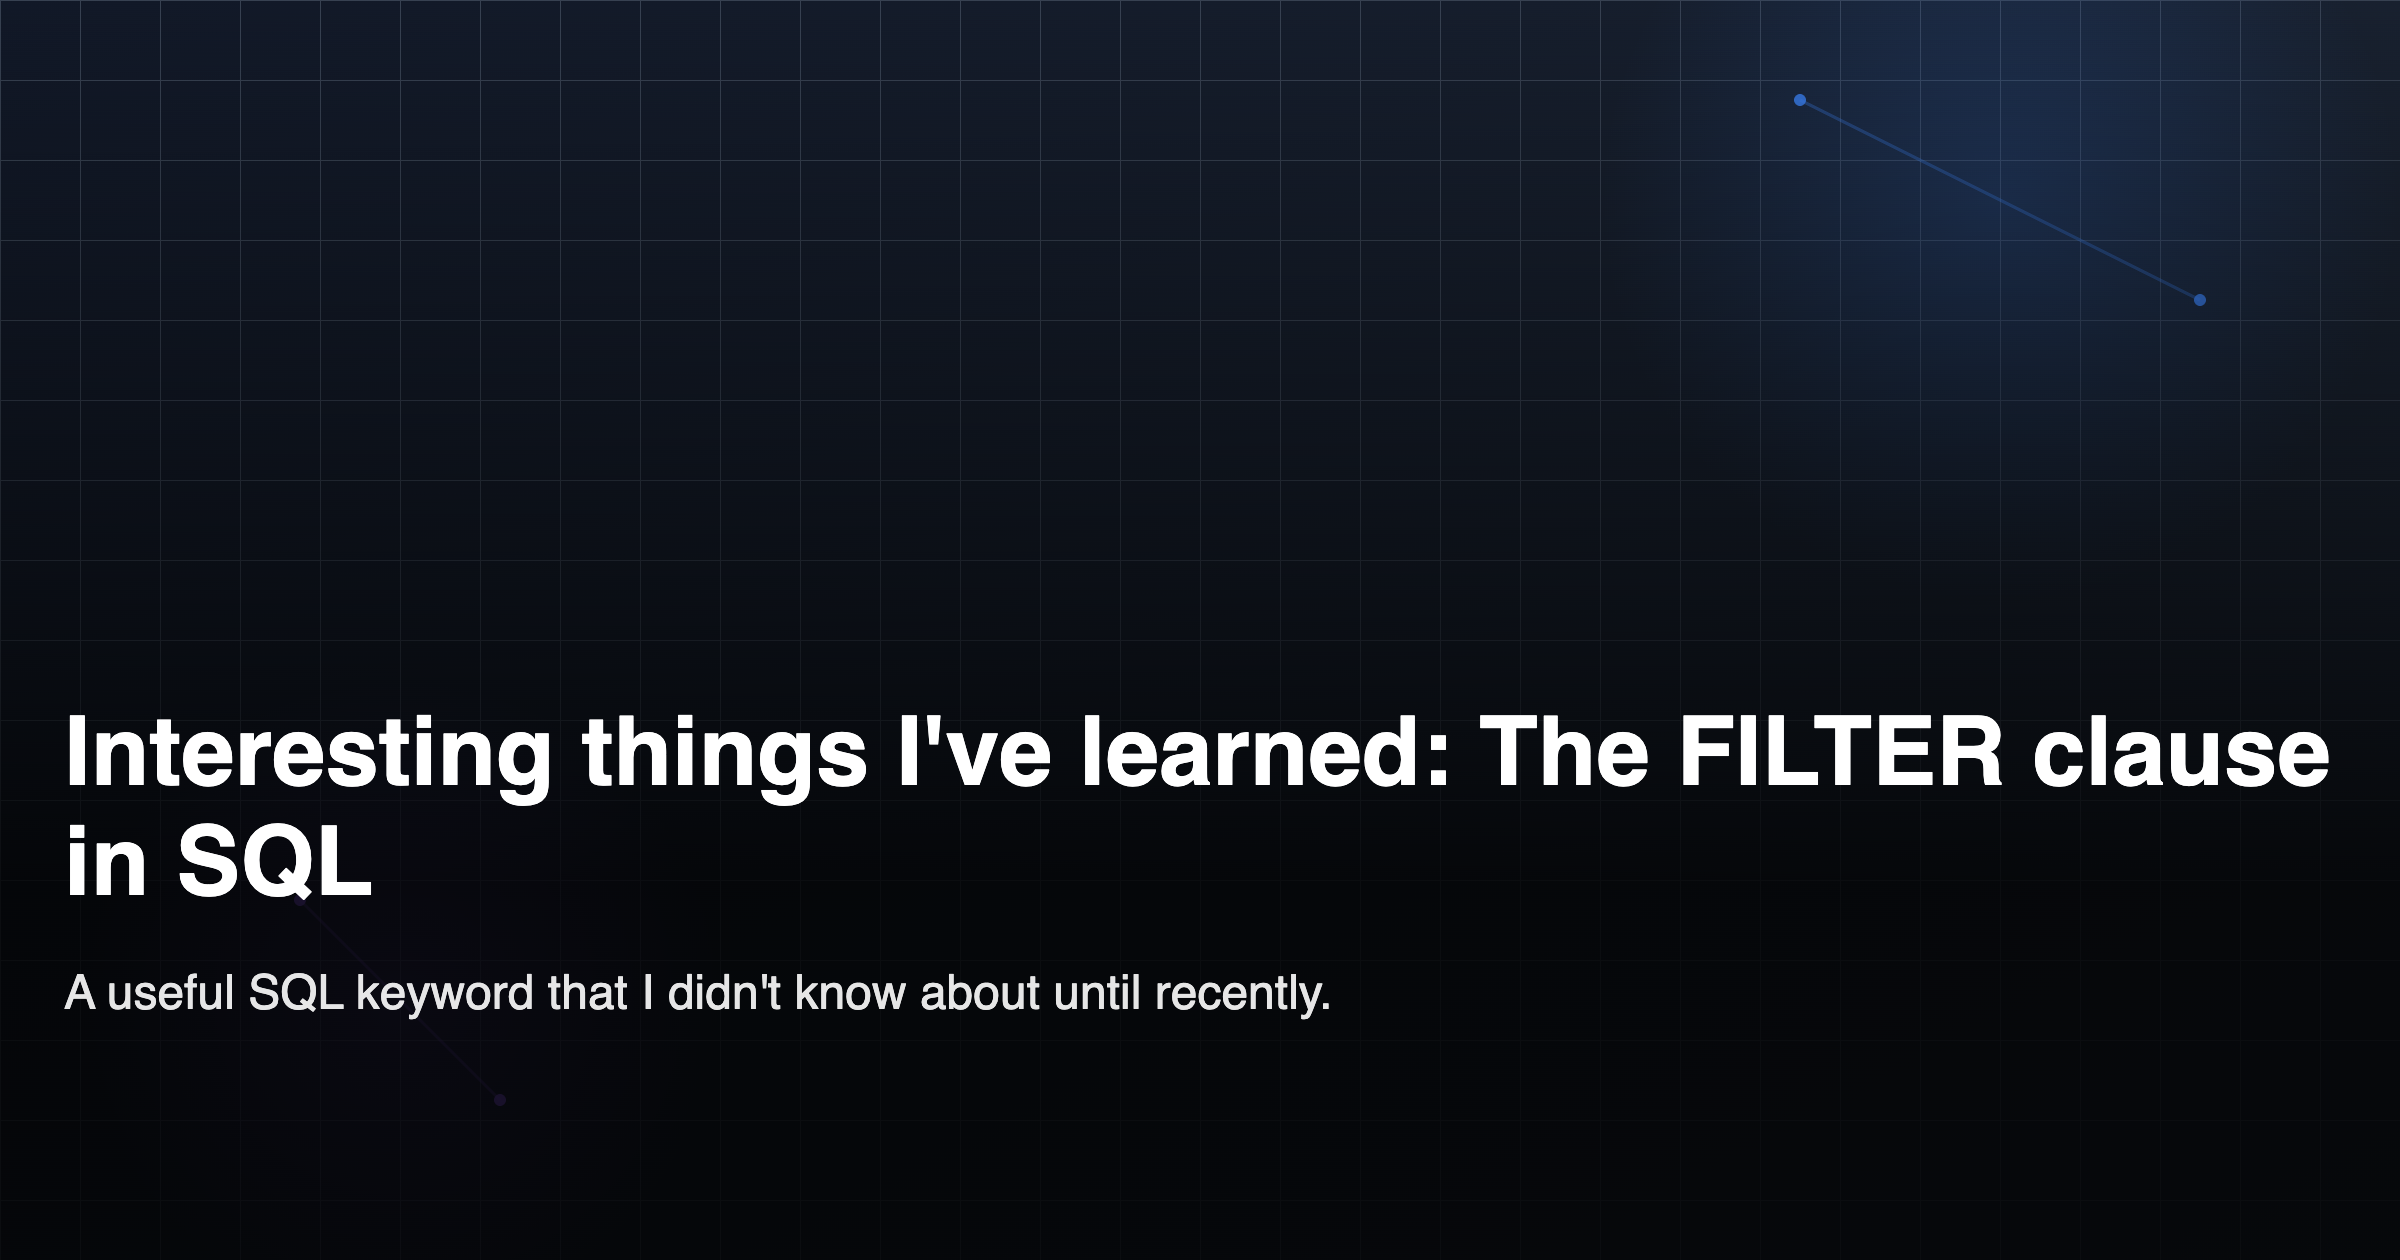 Interesting things I've learned: The FILTER clause
in SQL
A useful SQL keyword that I didn't know about until recently.